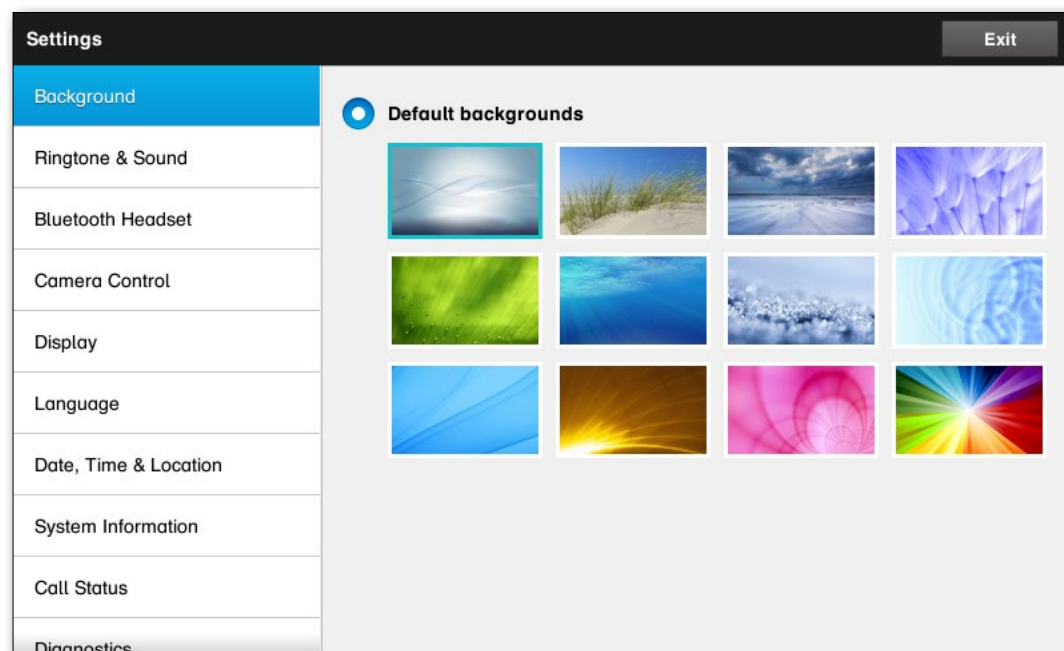 Settings
Exit
Background
Default backgrounds
Ringtone & Sound
Bluetooth Headset
Camera Control
Display
Language
Date, Time & Location
System Information
Call Status
Diagnostics